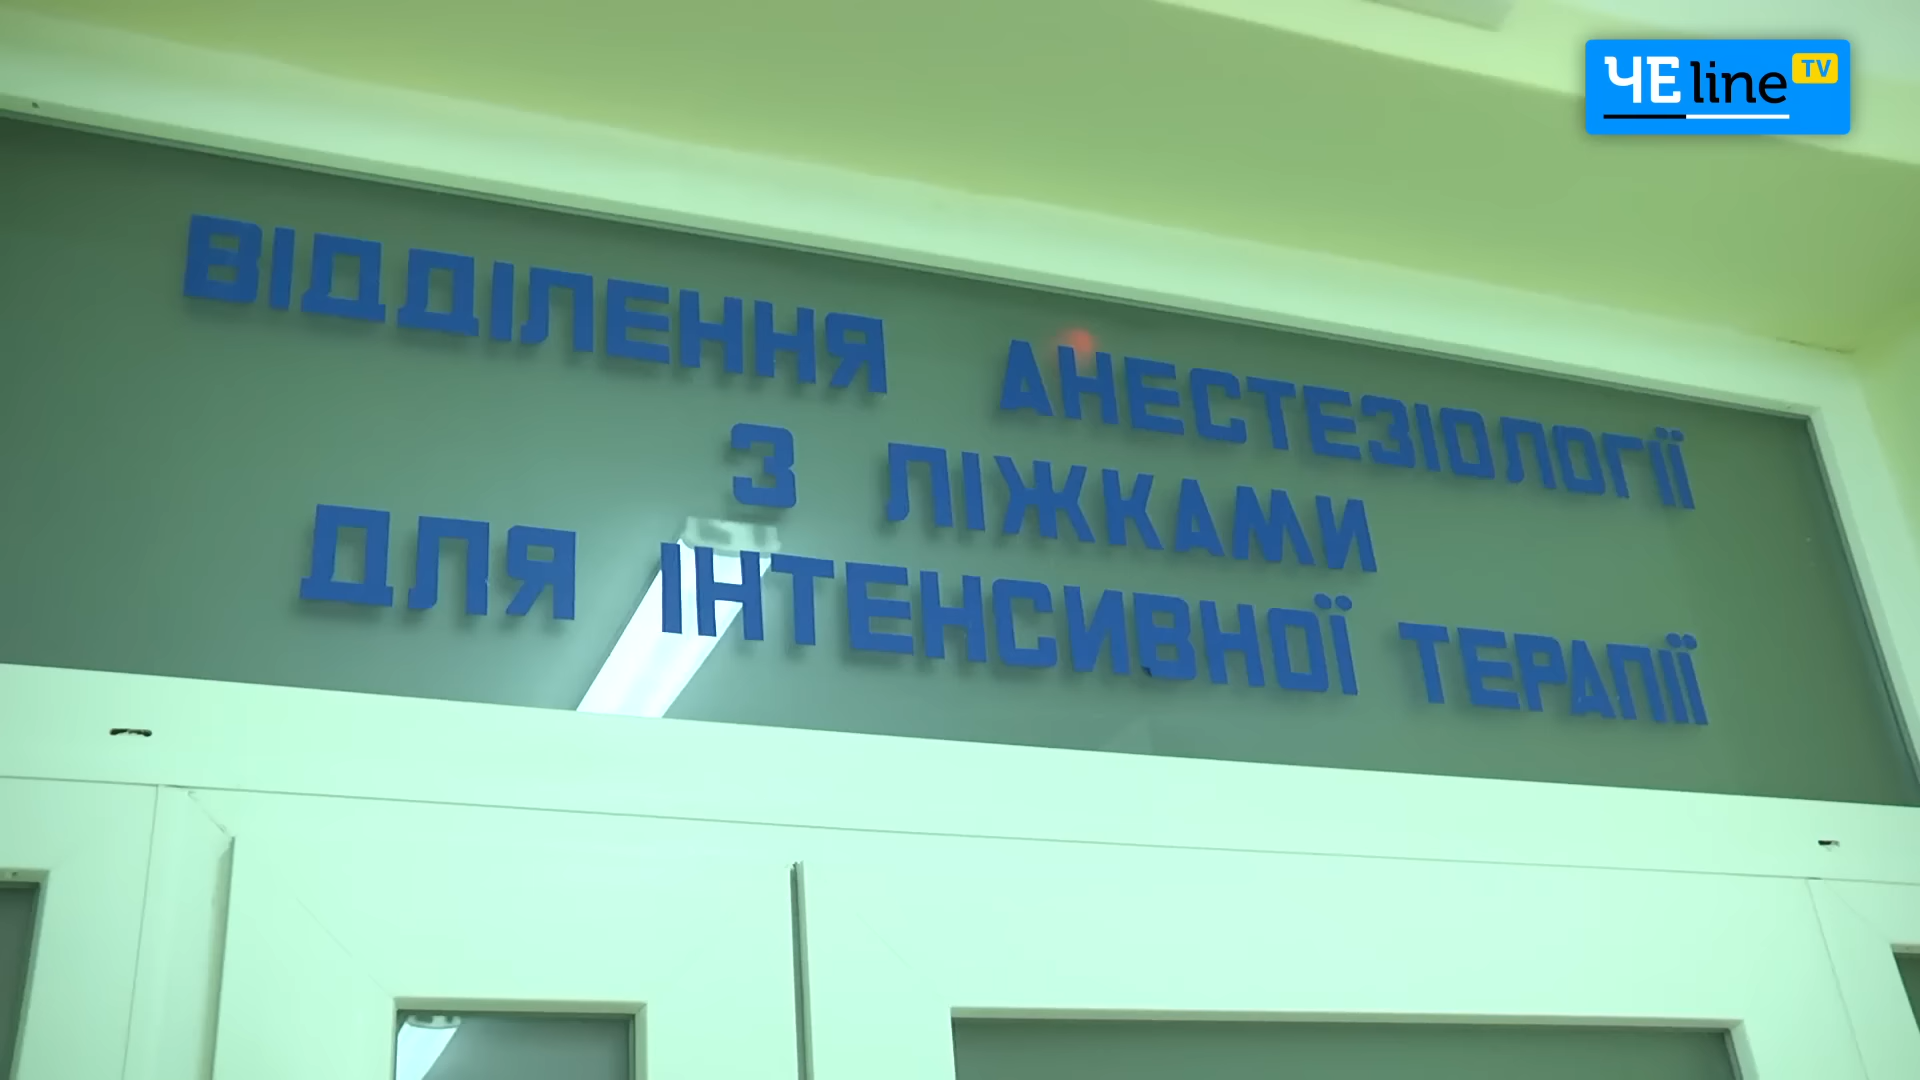 ЧЕline TV
ВІДДІЛЕННЯ АНЕСТЕЗІОЛОГІЇ
З ЛІЖКАМИ
ДЛЯ ІНТЕНСИВНОЇ ТЕРАПІЇ